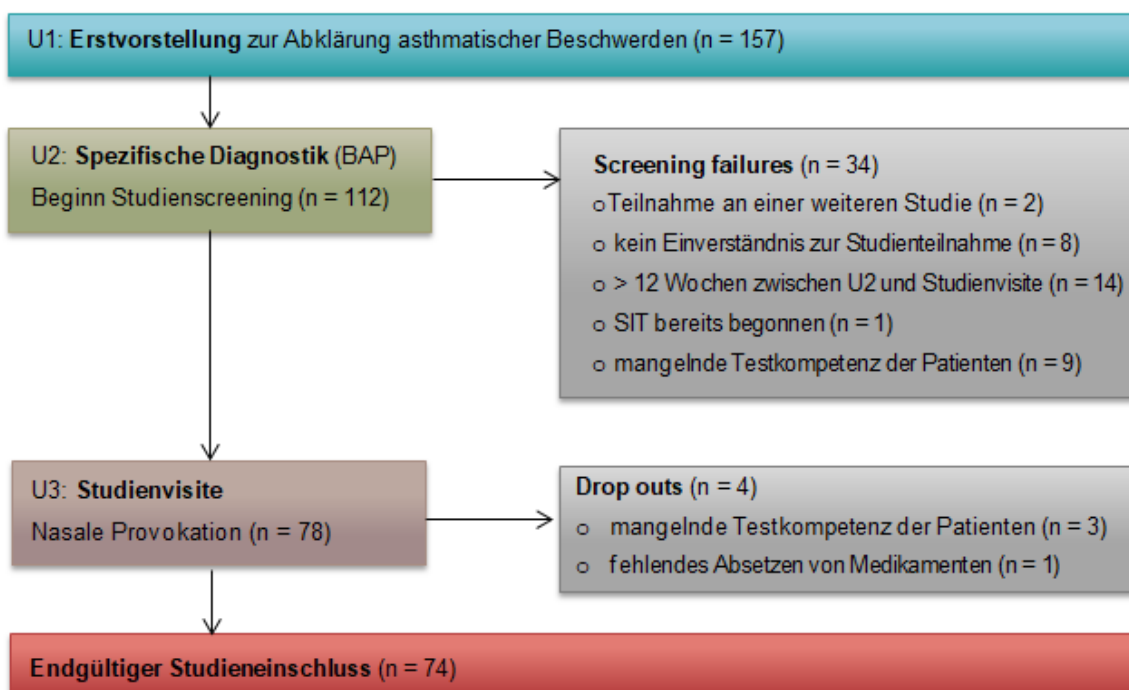 U1: Erstvorstellung zur Abklärung asthmatischer Beschwerden (n = 157)
U2: Spezifische Diagnostik (BAP)
Beginn Studienscreening (n = 112)
Screening failures (n = 34)
o Teilnahme an einer weiteren Studie (n = 2)
o kein Einverständnis zur Studienteilnahme (n = 8)
o > 12 Wochen zwischen U2 und Studienvisite (n = 14)
o SIT bereits begonnen (n = 1)
o mangelnde Testkompetenz der Patienten (n = 9)
U3: Studienvisite
Nasale Provokation (n = 78)
Drop outs (n = 4)
o mangelnde Testkompetenz der Patienten (n = 3)
o fehlendes Absetzen von Medikamenten (n = 1)
Endgültiger Studieneinschluss (n = 74)